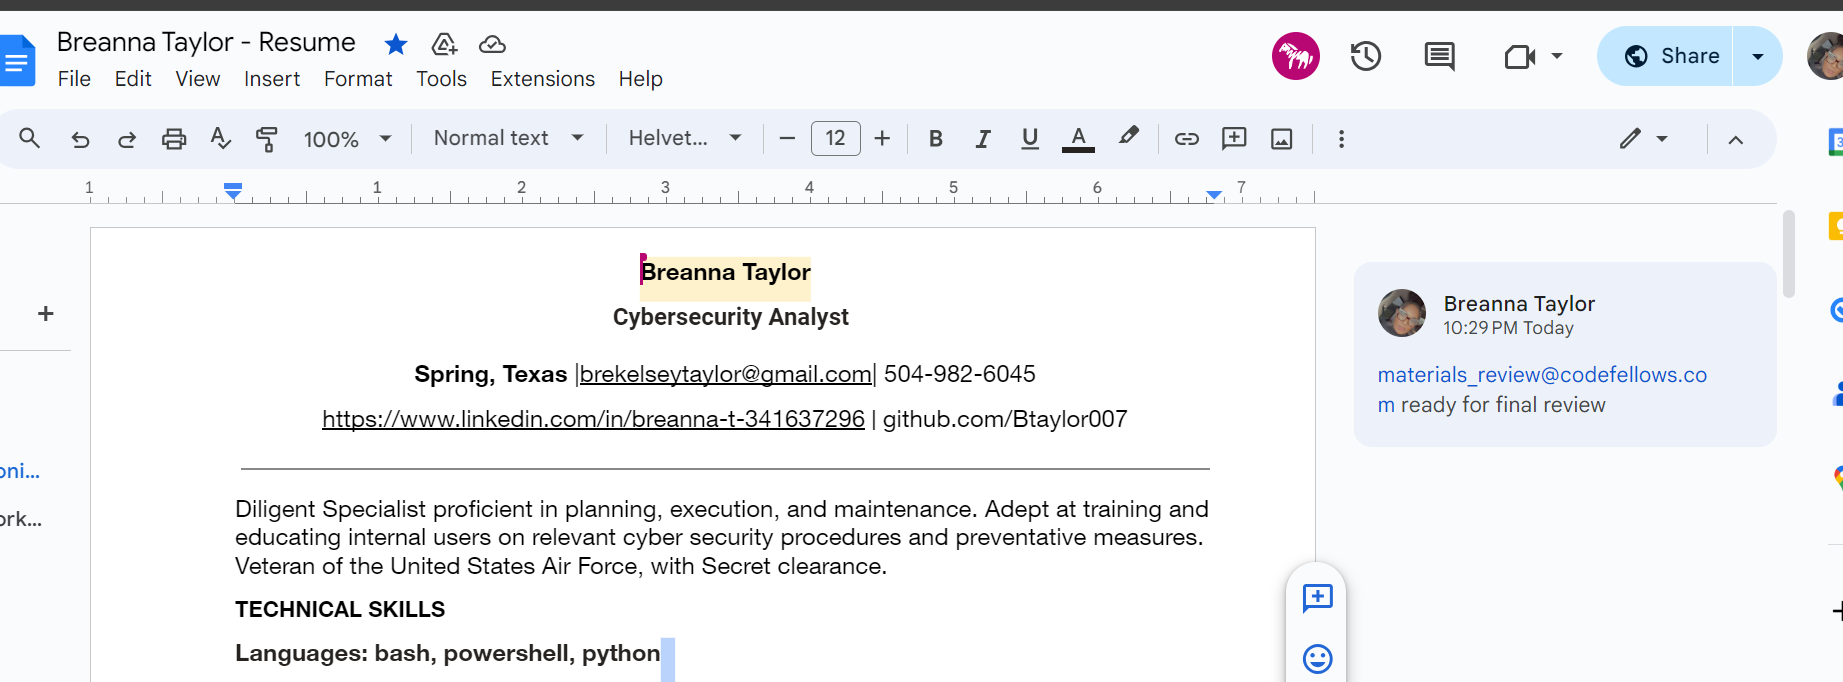 Breanna Taylor - Resume
File Edit View Insert Format Tools Extensions Help
Share
100% Normal text Helvet... 12 B I U A
1 1 2 3 4 5 6 7
Breanna Taylor
Cybersecurity Analyst
Spring, Texas |brekelseytaylor@gmail.com| 504-982-6045
https://www.linkedin.com/in/breanna-t-341637296 | github.com/Btaylor007
Diligent Specialist proficient in planning, execution, and maintenance. Adept at training and
educating internal users on relevant cyber security procedures and preventative measures.
Veteran of the United States Air Force, with Secret clearance.
TECHNICAL SKILLS
Languages: bash, powershell, python
Breanna Taylor
10:29 PM Today
materials_review@codefellows.co
m ready for final review
oni...
ork...